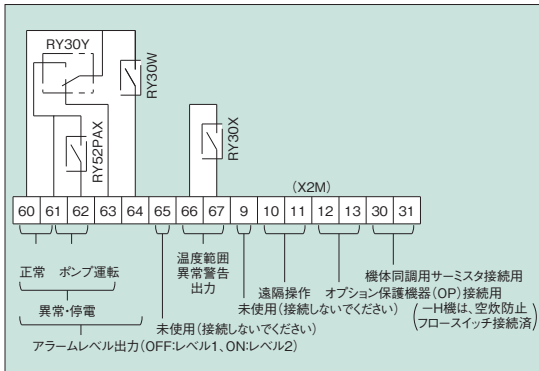 RY30Y
RY30W
RY52PAX
RY30X
(X2M)
60 61 62 63 64 65 66 67 9 10 11 12 13 30 31
正常 ポンプ運転
異常・停電
アラームレベル出力(OFF:レベル1、ON:レベル2)
未使用(接続しないでください)
温度範囲
異常警告
出力
未使用(接続しないでください)
遠隔操作
オプション保護機器(OP)接続用
機体同調用サーミスタ接続用
(-H機は、空炊防止
フロースイッチ接続済)